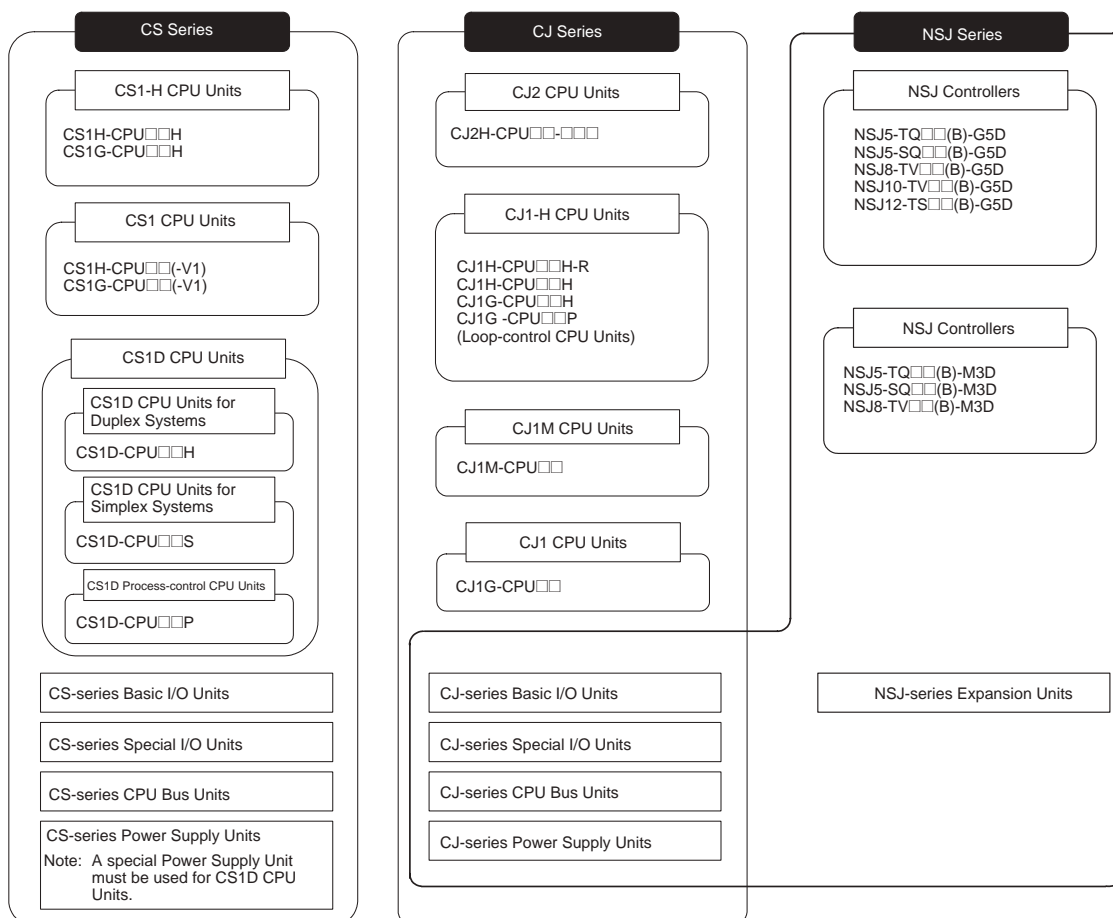 CS Series
CS1-H CPU Units
CS1H-CPU□□H
CS1G-CPU□□H
CS1 CPU Units
CS1H-CPU□□(-V1)
CS1G-CPU□□(-V1)
CS1D CPU Units
CS1D CPU Units for
Duplex Systems
CS1D-CPU□□H
CS1D CPU Units for
Simplex Systems
CS1D-CPU□□S
CS1D Process-control CPU Units
CS1D-CPU□□P
CS-series Basic I/O Units
CS-series Special I/O Units
CS-series CPU Bus Units
CS-series Power Supply Units
Note: A special Power Supply Unit
must be used for CS1D CPU
Units.
CJ Series
CJ2 CPU Units
CJ2H-CPU□□-□□□
CJ1-H CPU Units
CJ1H-CPU□□H-R
CJ1H-CPU□□H
CJ1G-CPU□□H
CJ1G -CPU□□P
(Loop-control CPU Units)
CJ1M CPU Units
CJ1M-CPU□□
CJ1 CPU Units
CJ1G-CPU□□
CJ-series Basic I/O Units
CJ-series Special I/O Units
CJ-series CPU Bus Units
CJ-series Power Supply Units
NSJ Series
NSJ Controllers
NSJ5-TQ□□(B)-G5D
NSJ5-SQ□□(B)-G5D
NSJ8-TV□□(B)-G5D
NSJ10-TV□□(B)-G5D
NSJ12-TS□□(B)-G5D
NSJ Controllers
NSJ5-TQ□□(B)-M3D
NSJ5-SQ□□(B)-M3D
NSJ8-TV□□(B)-M3D
NSJ-series Expansion Units